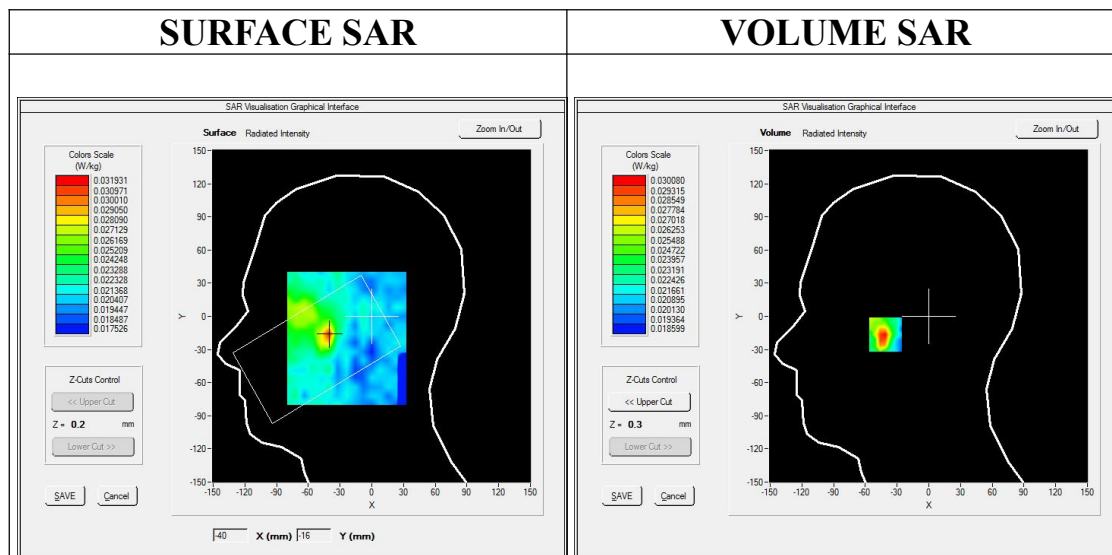 SURFACE SAR
VOLUME SAR
SAR Visualisation Graphical Interface
Surface Radiated Intensity
Zoom In/Out
Colors Scale
(W/kg)
0.031931
0.030971
0.030010
0.029050
0.028090
0.027129
0.026169
0.025209
0.024248
0.023288
0.022328
0.021368
0.020407
0.019447
0.018487
0.017526
Z-Cuts Control
<< Upper Cut
Z = 0.2 mm
Lower Cut >>
SAVE Cancel
150
120
90
60
30
0
-30
-60
-90
-120
-150
Y
-150 -120 -90 -60 -30 0 30 60 90 120 150
X
-40 X (mm) -16 Y (mm)
SAR Visualisation Graphical Interface
Volume Radiated Intensity
Zoom In/Out
Colors Scale
(W/kg)
0.030080
0.029315
0.028549
0.027784
0.027018
0.026253
0.025488
0.024722
0.023957
0.023191
0.022426
0.021661
0.020895
0.020130
0.019364
0.018599
Z-Cuts Control
<< Upper Cut
Z = 0.3 mm
Lower Cut >>
SAVE Cancel
150
120
90
60
30
0
-30
-60
-90
-120
-150
Y
-150 -120 -90 -60 -30 0 30 60 90 120 150
X